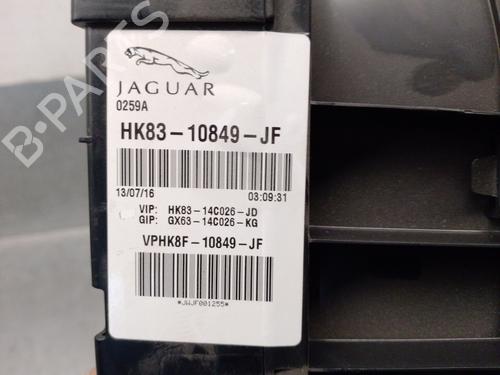 JAGUAR
0259A
HK83-10849-JF
13/07/16 03:09:31
VIP: HK83-14C026-JD
GIP: GX63-14C026-KG
VPHK8F-10849-JF
*JWJF001255*
B-PARTS